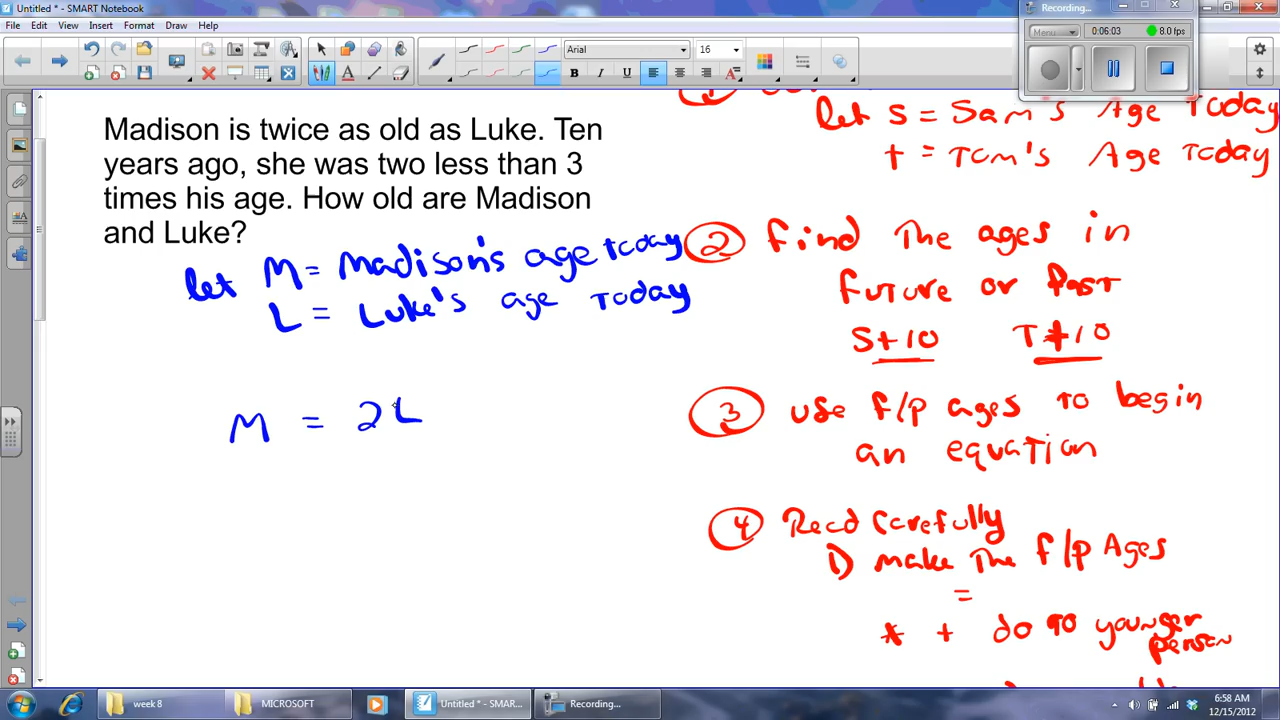 Untitled * - SMART Notebook
Recording...
File Edit View Insert Format Draw Help
Menu
0:06:03
8.0 fps
Arial
16
B I U
Madison is twice as old as Luke. Ten
years ago, she was two less than 3
times his age. How old are Madison
and Luke?
let M = Madison's age today
L = Luke's age today
M = 2L
let S = Sam's Age Today
T = Tom's Age Today
2 find The ages in
future or Past
S+10 T+10
3 use f/p ages to begin
an equation
4 Read Carefully
1) make The f/p Ages
=
* + do to younger
person
week 8
MICROSOFT
Untitled * - SMART...
Recording...
6:58 AM
12/15/2012